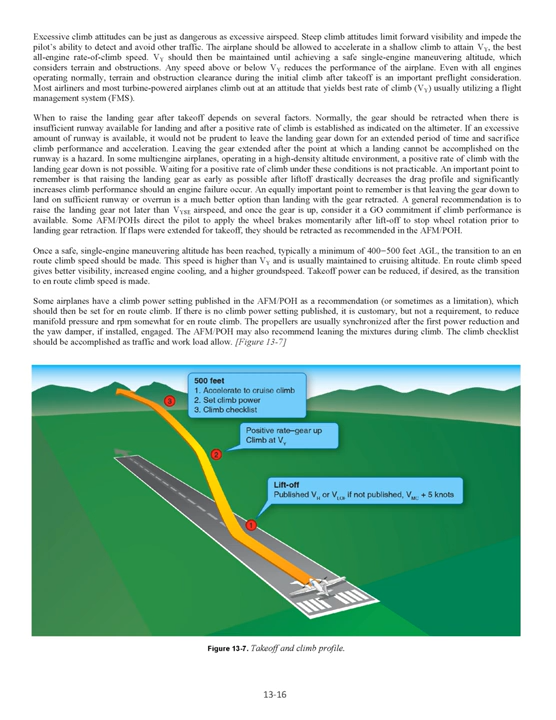 Excessive climb attitudes can be just as dangerous as excessive airspeed. Steep climb attitudes limit forward visibility and impede the
pilot's ability to detect and avoid other traffic. The airplane should be allowed to accelerate in a shallow climb to attain VY, the best
all-engine rate-of-climb speed. VY should then be maintained until achieving a safe single-engine maneuvering altitude, which
considers terrain and obstructions. Any speed above or below VY reduces the performance of the airplane. Even with all engines
operating normally, terrain and obstruction clearance during the initial climb after takeoff is an important preflight consideration.
Most airliners and most turbine-powered airplanes climb out at an attitude that yields best rate of climb (VY) usually utilizing a flight
management system (FMS).
When to raise the landing gear after takeoff depends on several factors. Normally, the gear should be retracted when there is
insufficient runway available for landing and after a positive rate of climb is established as indicated on the altimeter. If an excessive
amount of runway is available, it would not be prudent to leave the landing gear down for an extended period of time and sacrifice
climb performance and acceleration. Leaving the gear extended after the point at which a landing cannot be accomplished on the
runway is a hazard. In some multiengine airplanes, operating in a high-density altitude environment, a positive rate of climb with the
landing gear down is not possible. Waiting for a positive rate of climb under these conditions is not practicable. An important point to
remember is that raising the landing gear as early as possible after liftoff drastically decreases the drag profile and significantly
increases climb performance should an engine failure occur. An equally important point to remember is that leaving the gear down to
land on sufficient runway or overrun is a much better option than landing with the gear retracted. A general recommendation is to
raise the landing gear not later than VYSE airspeed, and once the gear is up, consider it a GO commitment if climb performance is
available. Some AFM/POHs direct the pilot to apply the wheel brakes momentarily after lift-off to stop wheel rotation prior to
landing gear retraction. If flaps were extended for takeoff, they should be retracted as recommended in the AFM/POH.
Once a safe, single-engine maneuvering altitude has been reached, typically a minimum of 400–500 feet AGL, the transition to an en
route climb speed should be made. This speed is higher than VY and is usually maintained to cruising altitude. En route climb speed
gives better visibility, increased engine cooling, and a higher groundspeed. Takeoff power can be reduced, if desired, as the transition
to en route climb speed is made.
Some airplanes have a climb power setting published in the AFM/POH as a recommendation (or sometimes as a limitation), which
should then be set for en route climb. If there is no climb power setting published, it is customary, but not a requirement, to reduce
manifold pressure and rpm somewhat for en route climb. The propellers are usually synchronized after the first power reduction and
the yaw damper, if installed, engaged. The AFM/POH may also recommend leaning the mixtures during climb. The climb checklist
should be accomplished as traffic and work load allow. [Figure 13-7]
500 feet
1. Accelerate to cruise climb
2. Set climb power
3. Climb checklist
3
Positive rate–gear up
Climb at VY
2
Lift-off
Published VR or VLOF if not published, VMC + 5 knots
1
Figure 13-7. Takeoff and climb profile.
13-16